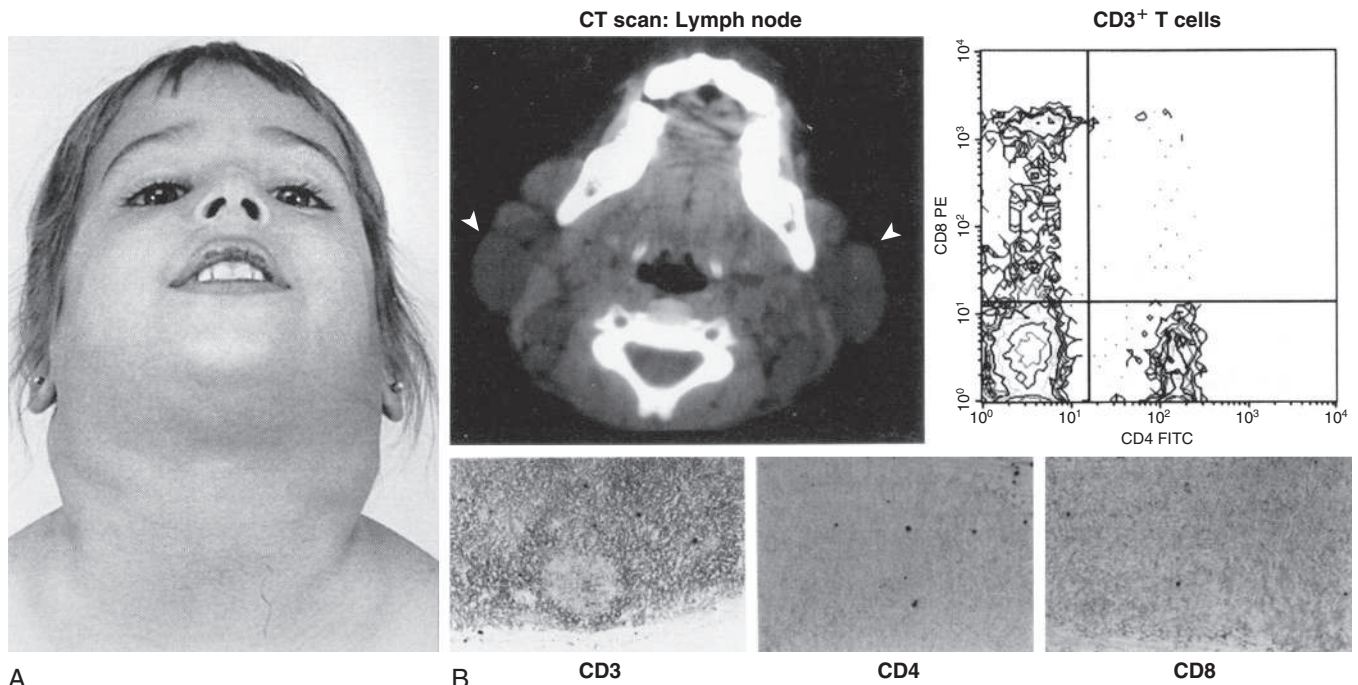 CT scan: Lymph node
CD3+ T cells
10⁴
10³
10²
10¹
10⁰
CD8 PE
10⁰ 10¹ 10² 10³ 10⁴
CD4 FITC
A
B
CD3
CD4
CD8